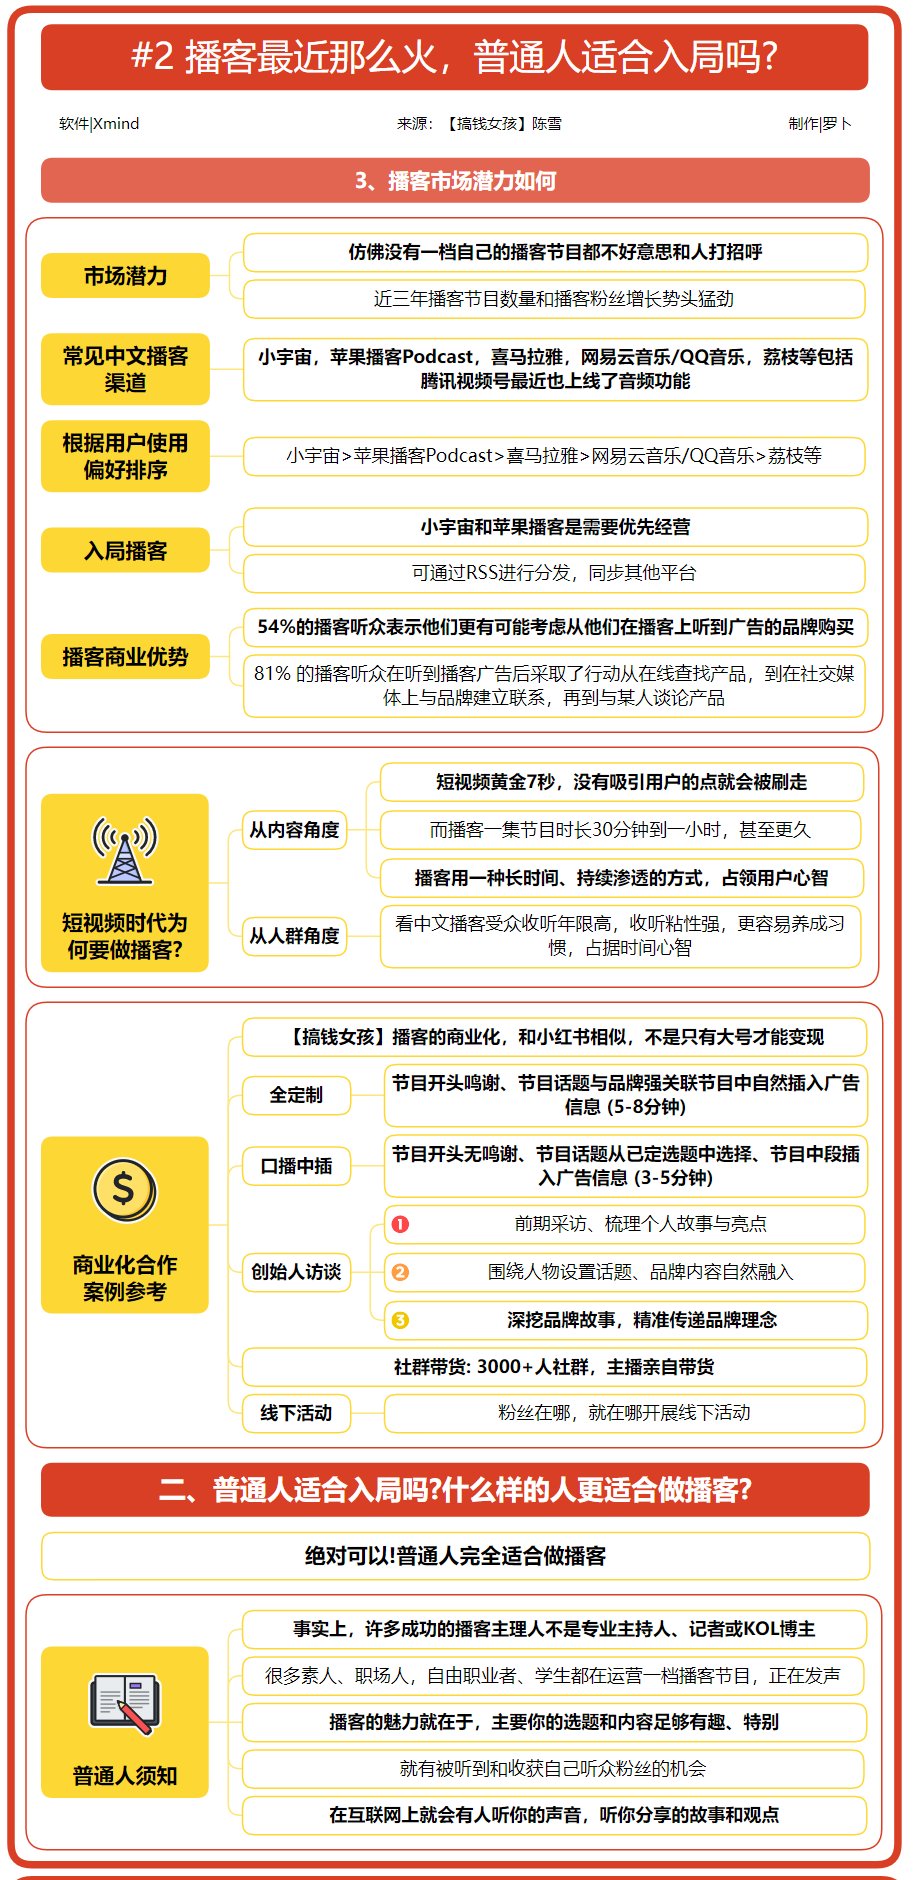 #2 播客最近那么火，普通人适合入局吗?
软件|Xmind
来源：【搞钱女孩】陈雪
制作|罗卜
3、播客市场潜力如何
市场潜力
仿佛没有一档自己的播客节目都不好意思和人打招呼
近三年播客节目数量和播客粉丝增长势头猛劲
常见中文播客
渠道
小宇宙，苹果播客Podcast，喜马拉雅，网易云音乐/QQ音乐，荔枝等包括
腾讯视频号最近也上线了音频功能
根据用户使用
偏好排序
小宇宙>苹果播客Podcast>喜马拉雅>网易云音乐/QQ音乐>荔枝等
入局播客
小宇宙和苹果播客是需要优先经营
可通过RSS进行分发，同步其他平台
播客商业优势
54%的播客听众表示他们更有可能考虑从他们在播客上听到广告的品牌购买
81% 的播客听众在听到播客广告后采取了行动从在线查找产品，到在社交媒
体上与品牌建立联系，再到与某人谈论产品
短视频时代为
何要做播客?
从内容角度
短视频黄金7秒，没有吸引用户的点就会被刷走
而播客一集节目时长30分钟到一小时，甚至更久
播客用一种长时间、持续渗透的方式，占领用户心智
从人群角度
看中文播客受众收听年限高，收听粘性强，更容易养成习
惯，占据时间心智
商业化合作
案例参考
【搞钱女孩】播客的商业化，和小红书相似，不是只有大号才能变现
全定制
节目开头鸣谢、节目话题与品牌强关联节目中自然插入广告
信息 (5-8分钟)
口播中插
节目开头无鸣谢、节目话题从已定选题中选择、节目中段插
入广告信息 (3-5分钟)
创始人访谈
1 前期采访、梳理个人故事与亮点
2 围绕人物设置话题、品牌内容自然融入
3 深挖品牌故事，精准传递品牌理念
社群带货: 3000+人社群，主播亲自带货
线下活动
粉丝在哪，就在哪开展线下活动
二、普通人适合入局吗?什么样的人更适合做播客?
绝对可以!普通人完全适合做播客
普通人须知
事实上，许多成功的播客主理人不是专业主持人、记者或KOL博主
很多素人、职场人，自由职业者、学生都在运营一档播客节目，正在发声
播客的魅力就在于，主要你的选题和内容足够有趣、特别
就有被听到和收获自己听众粉丝的机会
在互联网上就会有人听你的声音，听你分享的故事和观点